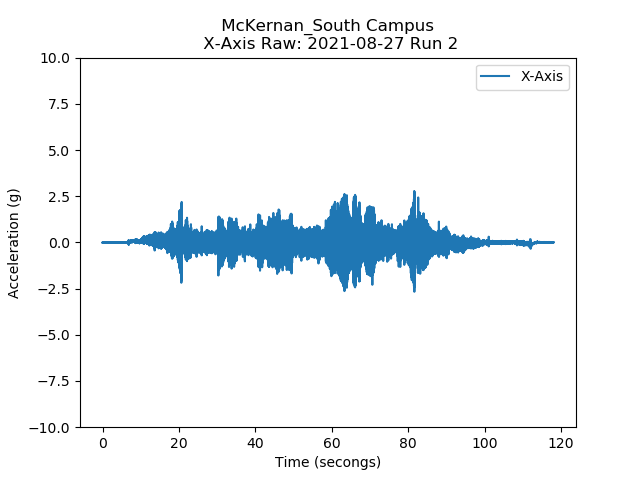 McKernan_South Campus
X-Axis Raw: 2021-08-27 Run 2
X-Axis
10.0
7.5
5.0
2.5
0.0
−2.5
−5.0
−7.5
−10.0
Acceleration (g)
0 20 40 60 80 100 120
Time (secongs)